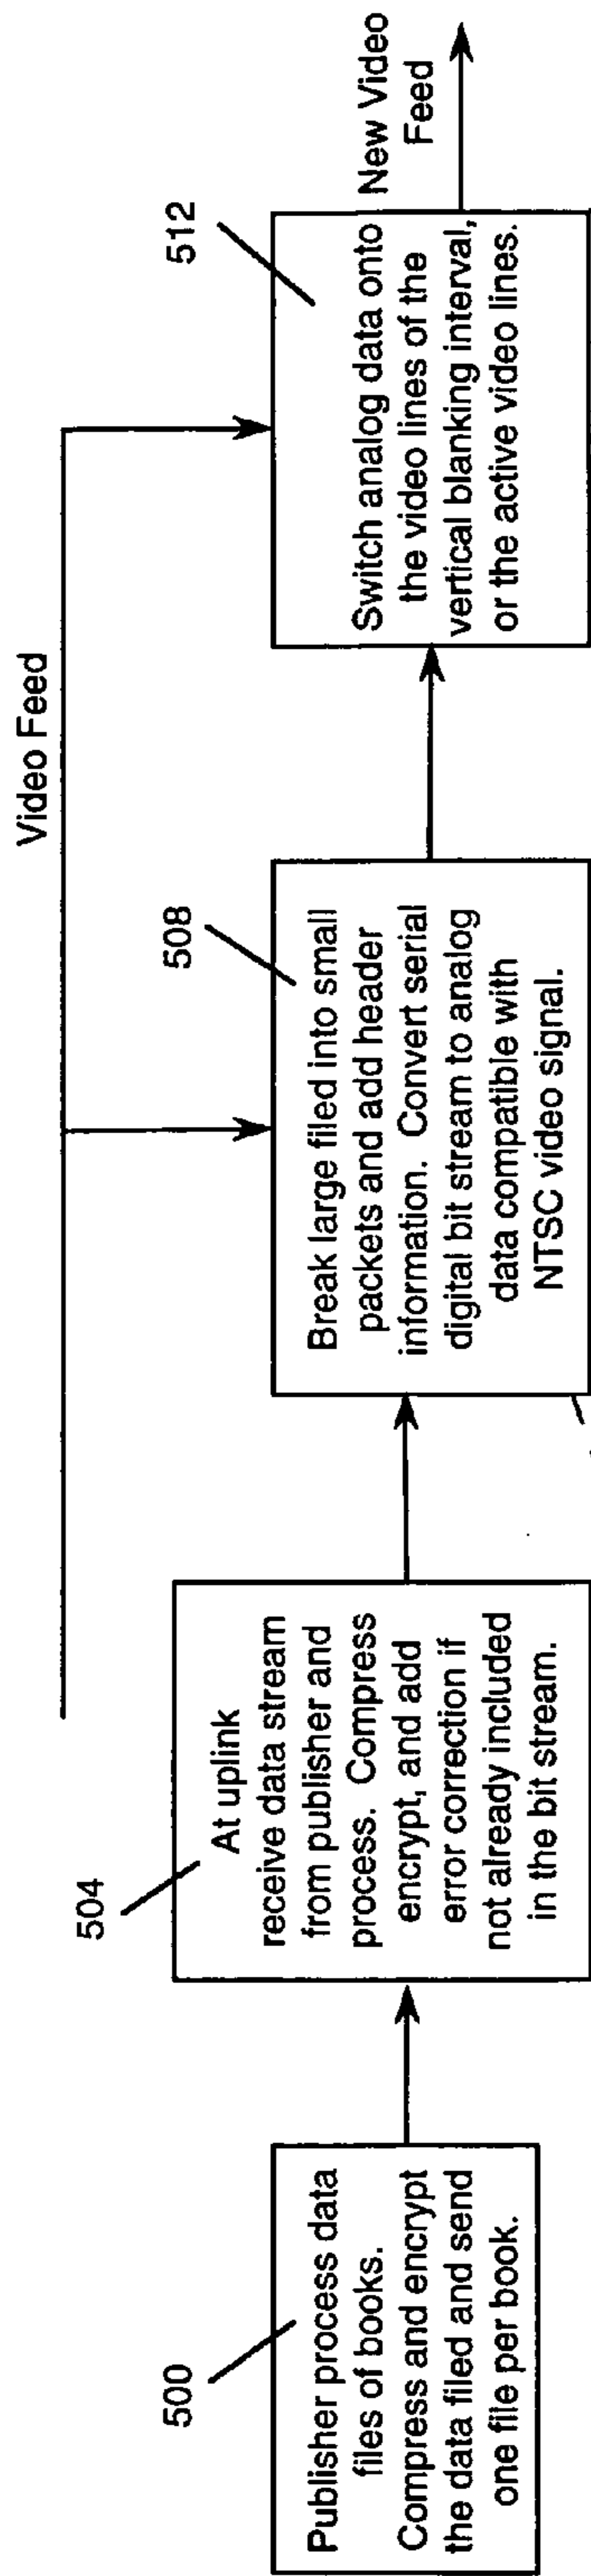 Video Feed
500
Publisher process data
files of books.
Compress and encrypt
the data filed and send
one file per book.
504
At uplink
receive data stream
from publisher and
process. Compress
encrypt, and add
error correction if
not already included
in the bit stream.
508
Break large filed into small
packets and add header
information. Convert serial
digital bit stream to analog
data compatible with
NTSC video signal.
512
Switch analog data onto
the video lines of the
vertical blanking interval,
or the active video lines.
New Video
Feed